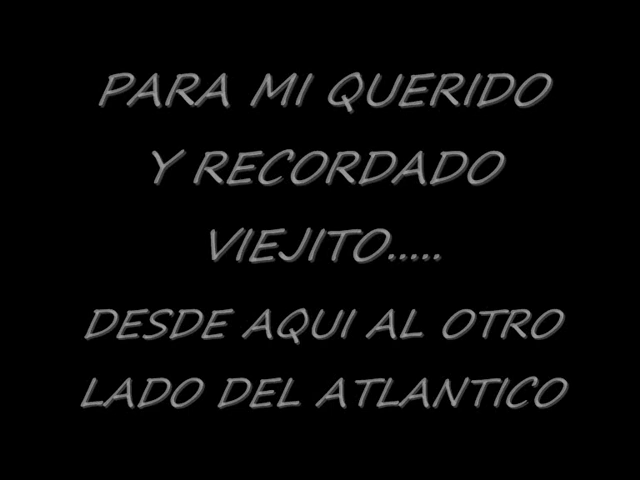 PARA MI QUERIDO
Y RECORDADO
VIEJITO.....
DESDE AQUI AL OTRO
LADO DEL ATLANTICO